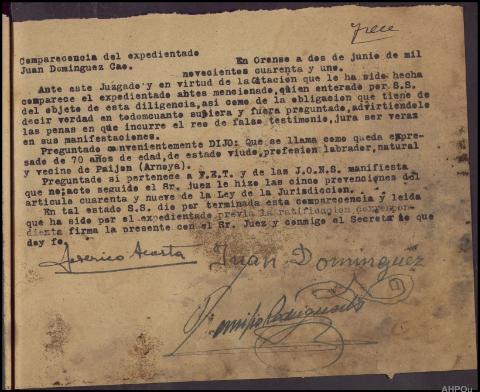 Trece
Comparecencia del expedientado
Juan Dominguez Cao.
En Orense a dos de junio de mil
novecientos cuarenta y uno.
Ante este Juzgado y en virtud de la citacion que le ha sido hecha
comparece el expedientado ahtes mencionado, quien enterado por S.S.
del objeto de esta diligencia, asi como de la obligacion que tiene de
decir verdad en todo cuanto supiera y fuera preguntado, advirtiendele
las penas en que incurre el reo de falso testimonio, jura ser veraz
en sus manifestaciones.
Preguntado convenientemente DIJO: Que se llama como queda expre-
sado de 70 años de edad, de estado viudo, profesion labrador, natural
y vecino de
Preguntado si pertenece a F.E.T. y de las J.O.N.S. manifiesta
que no; acto seguido el Sr. Juez le hizo las cinco prevenciones del
articulo cuarenta y nueve de la Ley de la Jurisdiccion.
En tal estado S.S. dio por terminada esta comparecencia y leida
que ha sido por el expedientado previa la ratificacion correspon-
dienta firma la presente con el Sr. Juez y conmigo el Secretario que
doy fe.
Federico Acosta
Juan Dominguez
AHPOu